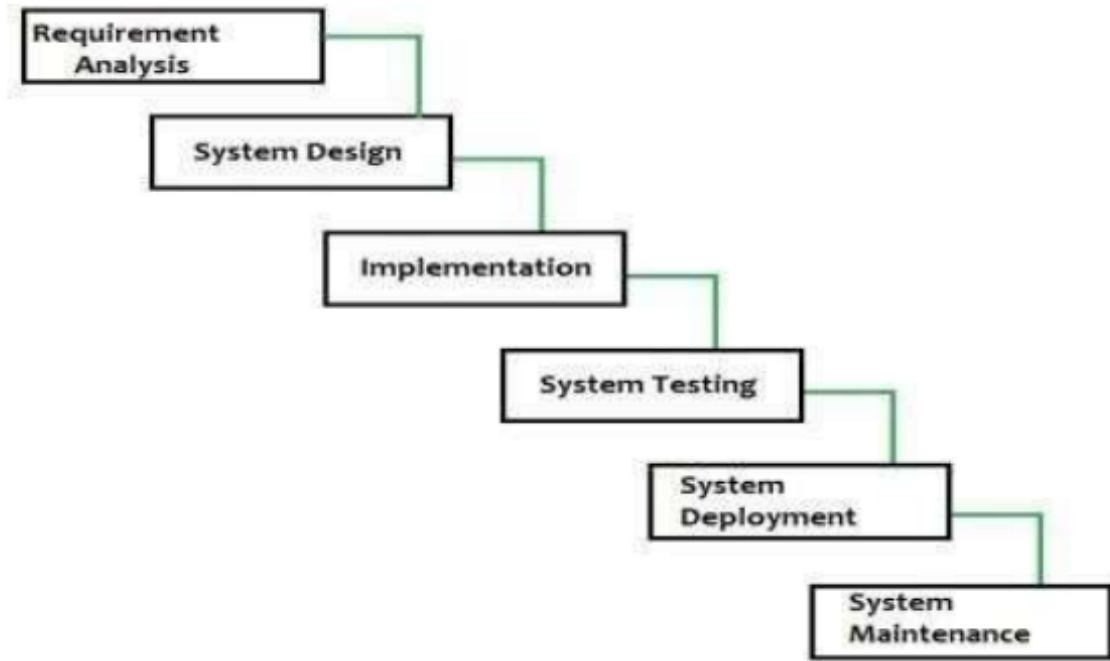 Requirement
Analysis
System Design
Implementation
System Testing
System
Deployment
System
Maintenance